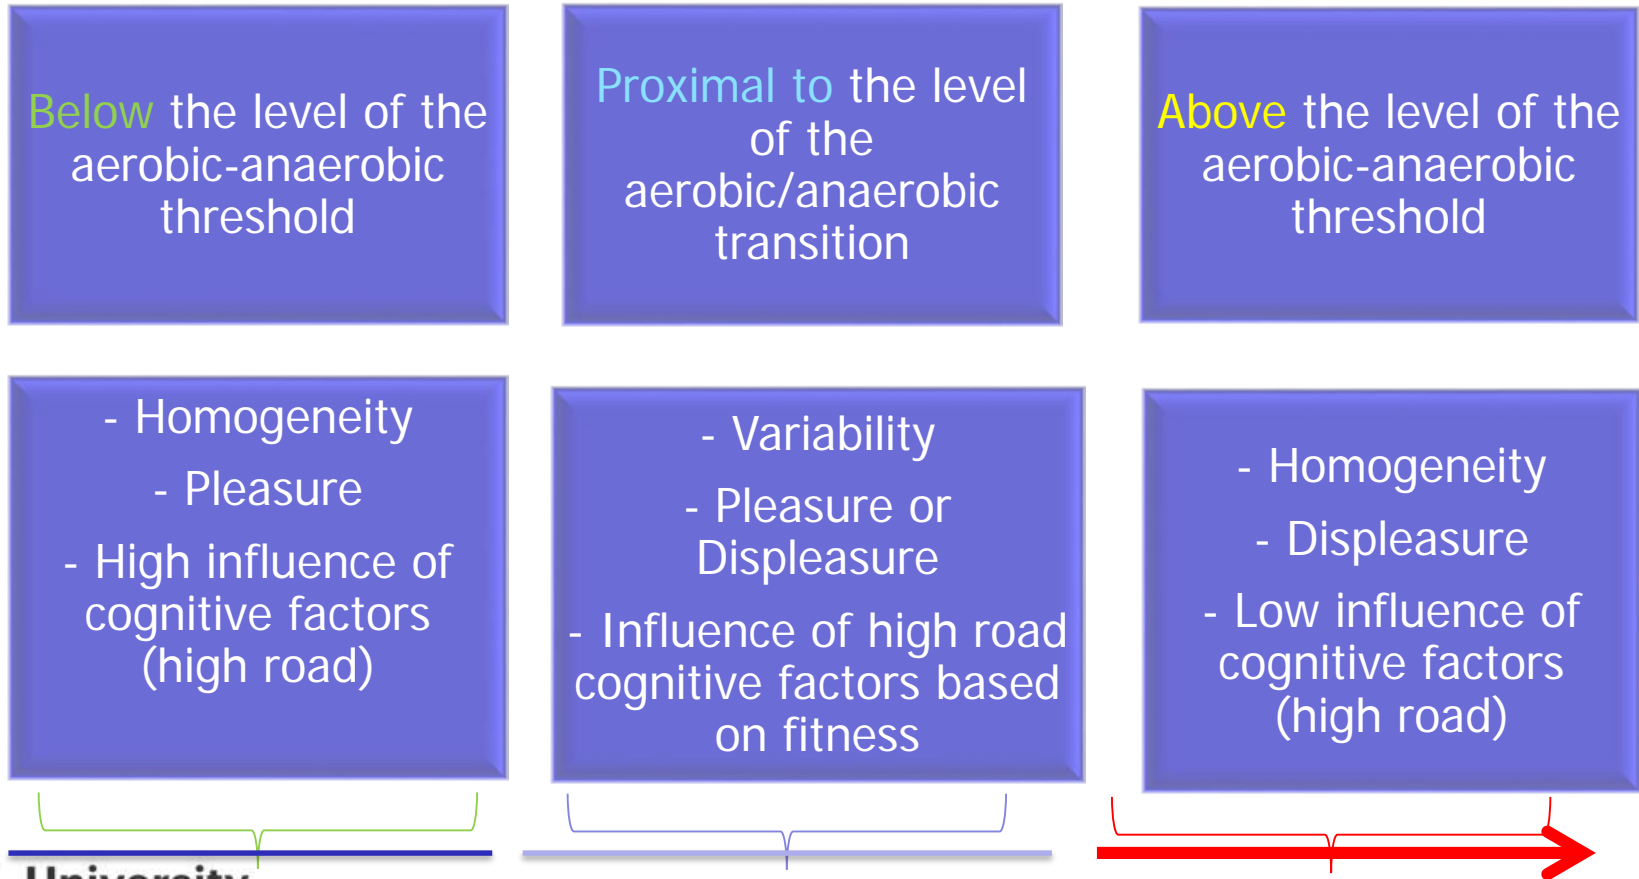 Below the level of the
aerobic-anaerobic
threshold
Proximal to the level
of the
aerobic/anaerobic
transition
Above the level of the
aerobic-anaerobic
threshold
- Homogeneity
- Pleasure
- High influence of
cognitive factors
(high road)
- Variability
- Pleasure or
Displeasure
- Influence of high road
cognitive factors based
on fitness
- Homogeneity
- Displeasure
- Low influence of
cognitive factors
(high road)
University